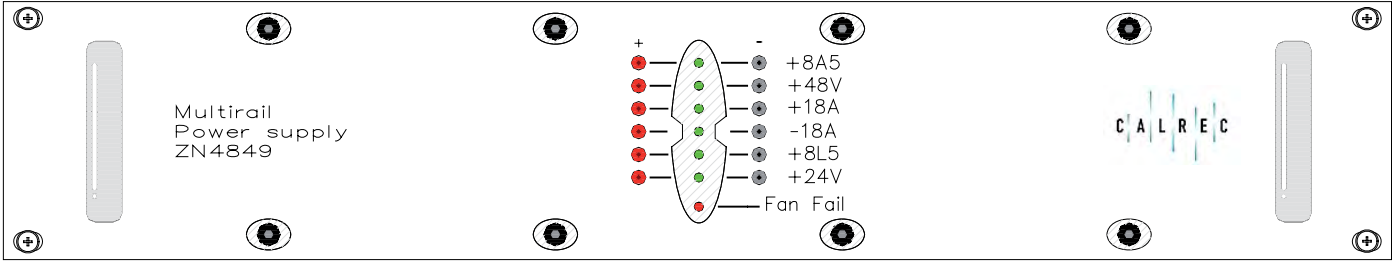 Multirail
Power supply
ZN4849
+ -
+8A5
+48V
+18A
-18A
+8L5
+24V
Fan Fail
CALREC